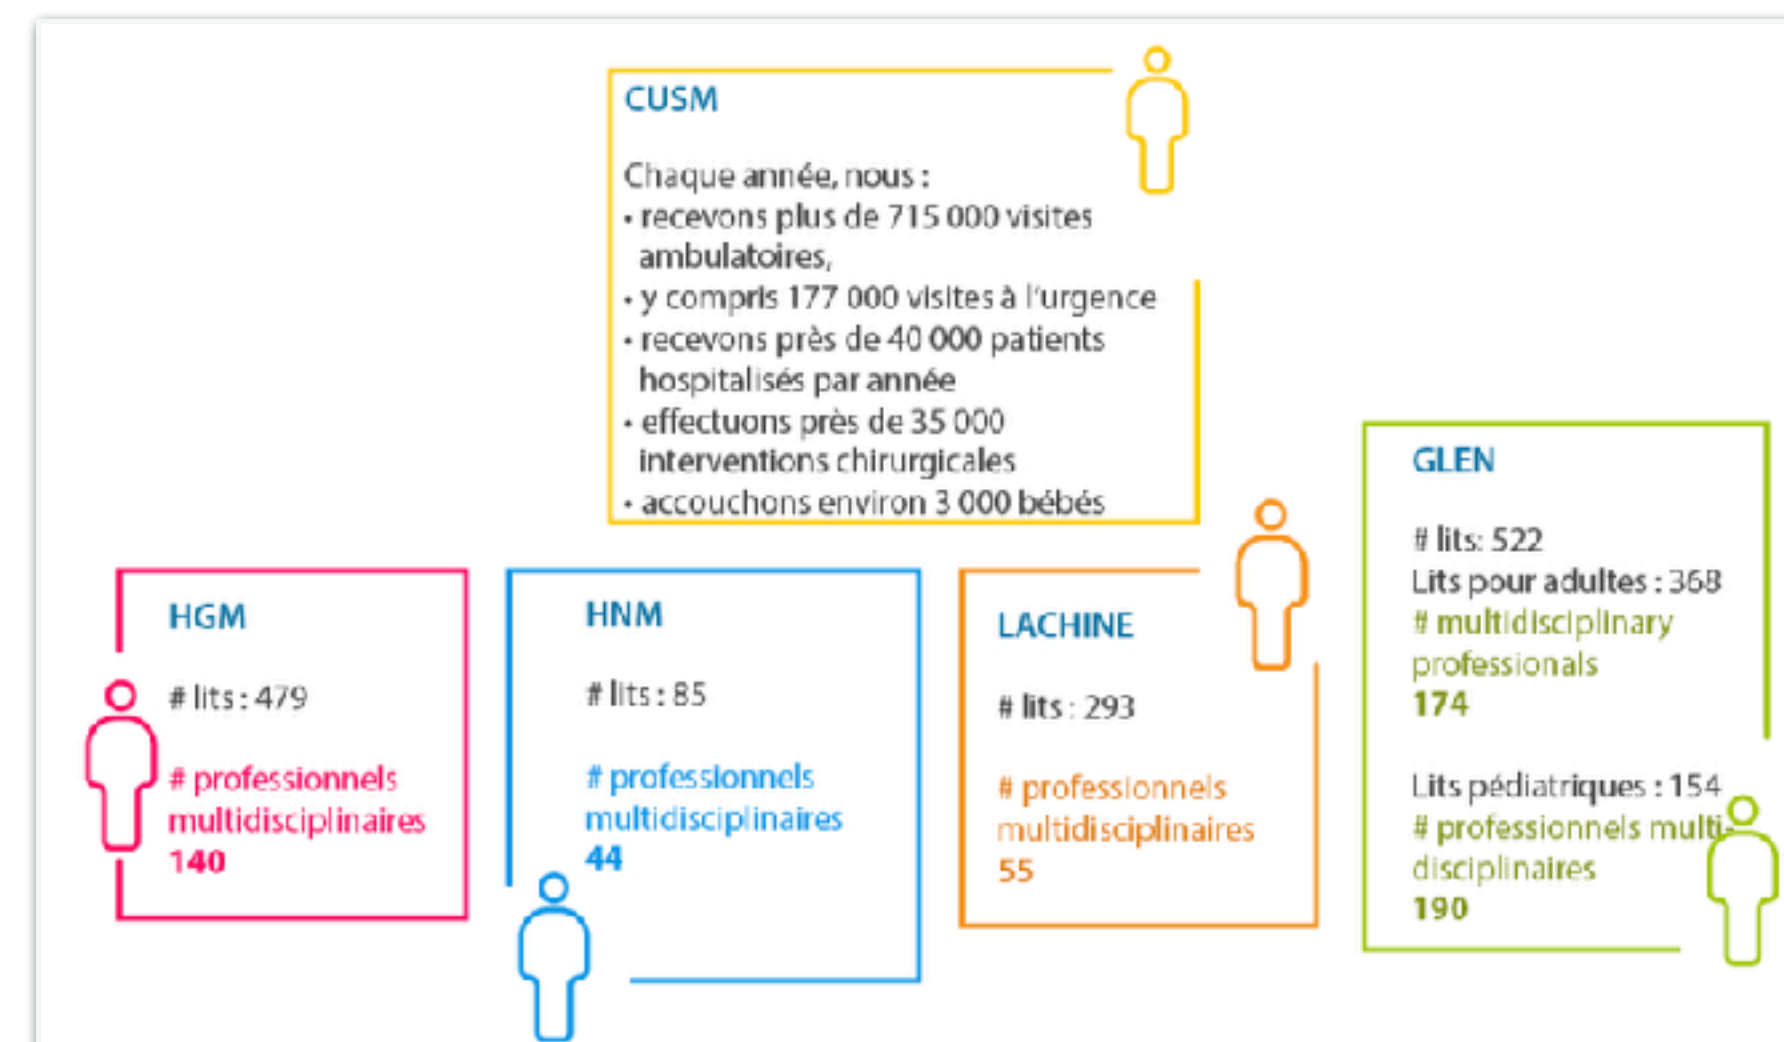 CUSM
Chaque année, nous :
• recevons plus de 715 000 visites
ambulatoires,
• y compris 177 000 visites à l'urgence
• recevons près de 40 000 patients
hospitalisés par année
• effectuons près de 35 000
interventions chirurgicales
• accouchons environ 3 000 bébés
HGM
# lits : 479
# professionnels
multidisciplinaires
140
HNM
# lits : 85
# professionnels
multidisciplinaires
44
LACHINE
# lits : 293
# professionnels
multidisciplinaires
55
GLEN
# lits: 522
Lits pour adultes : 368
# multidisciplinary
professionals
174
Lits pédiatriques : 154
# professionnels multi-
disciplinaires
190